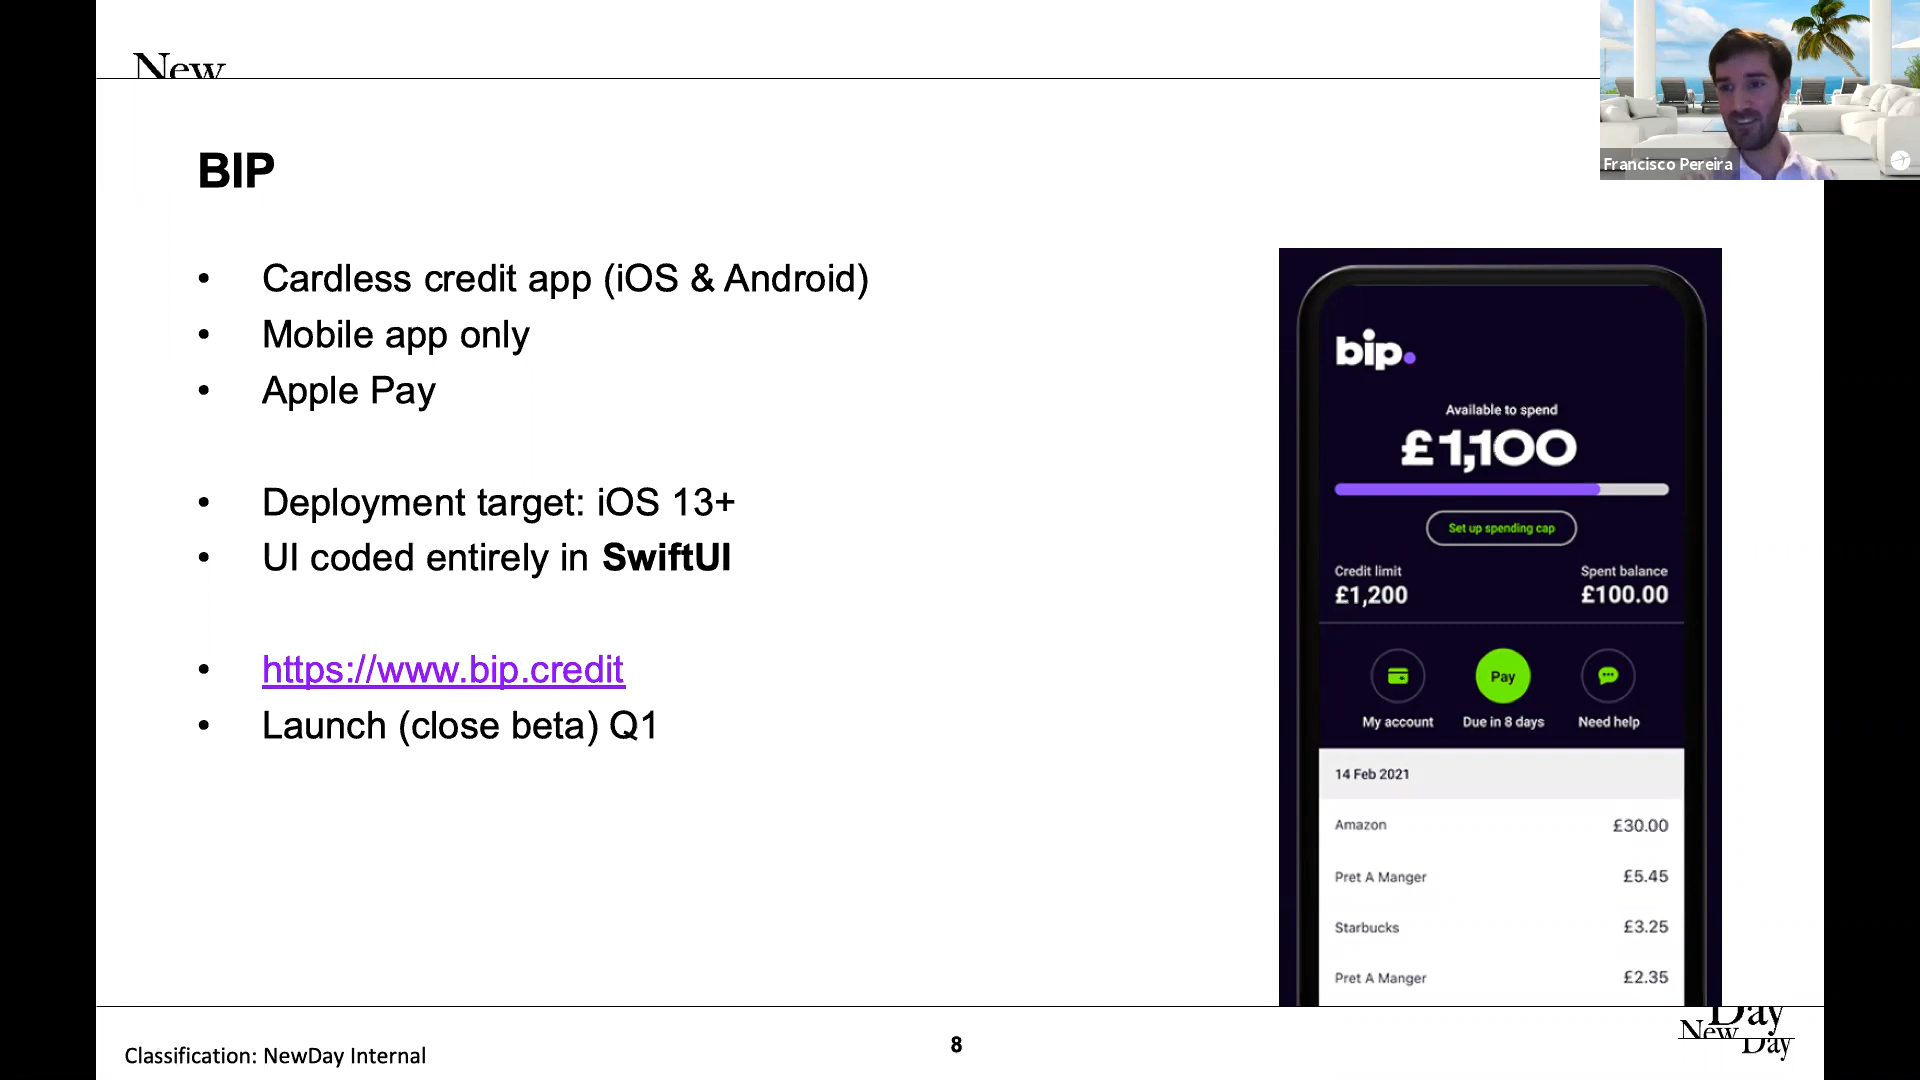 New
Francisco Pereira
BIP
• Cardless credit app (iOS & Android)
• Mobile app only
• Apple Pay
• Deployment target: iOS 13+
• UI coded entirely in SwiftUI
• https://www.bip.credit
• Launch (close beta) Q1
bip.
Available to spend
£1,100
Set up spending cap
Credit limit Spent balance
£1,200 £100.00
Pay
My account Due in 8 days Need help
14 Feb 2021
Amazon £30.00
Pret A Manger £5.45
Starbucks £3.25
Pret A Manger £2.35
Classification: NewDay Internal
8
Day
New
Day